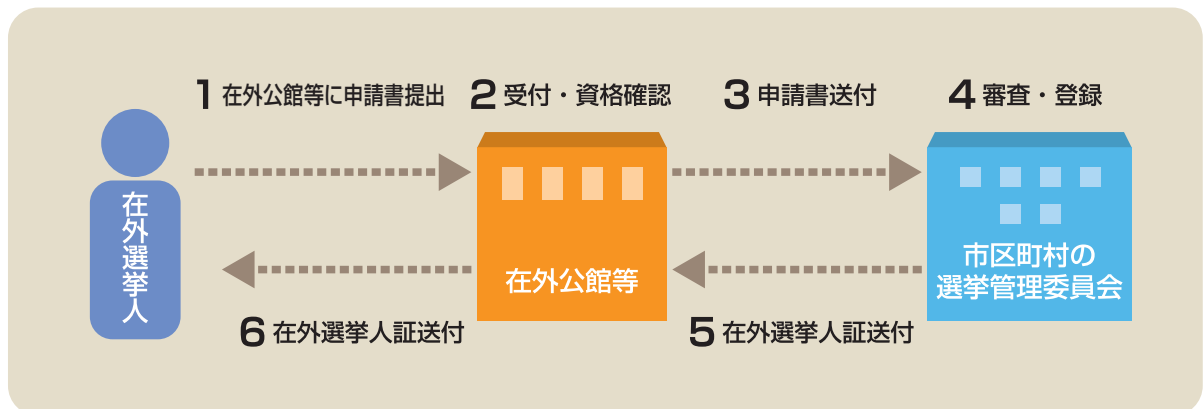 1 在外公館等に申請書提出
2 受付・資格確認
3 申請書送付
4 審査・登録
在外選挙人
在外公館等
市区町村の
選挙管理委員会
6 在外選挙人証送付
5 在外選挙人証送付